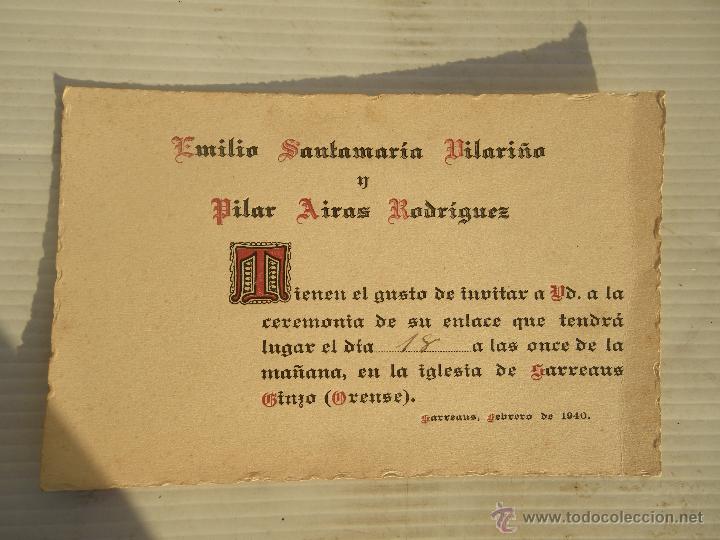 Emilio Santamaría Vilariño
y
Pilar Airas Rodríguez
Tienen el gusto de invitar a Vd. a la
ceremonia de su enlace que tendrá
lugar el día 18 a las once de la
mañana, en la iglesia de Sarreaus
Ginzo (Orense).
Sarreaus, Febrero de 1940.
© www.todocoleccion.net